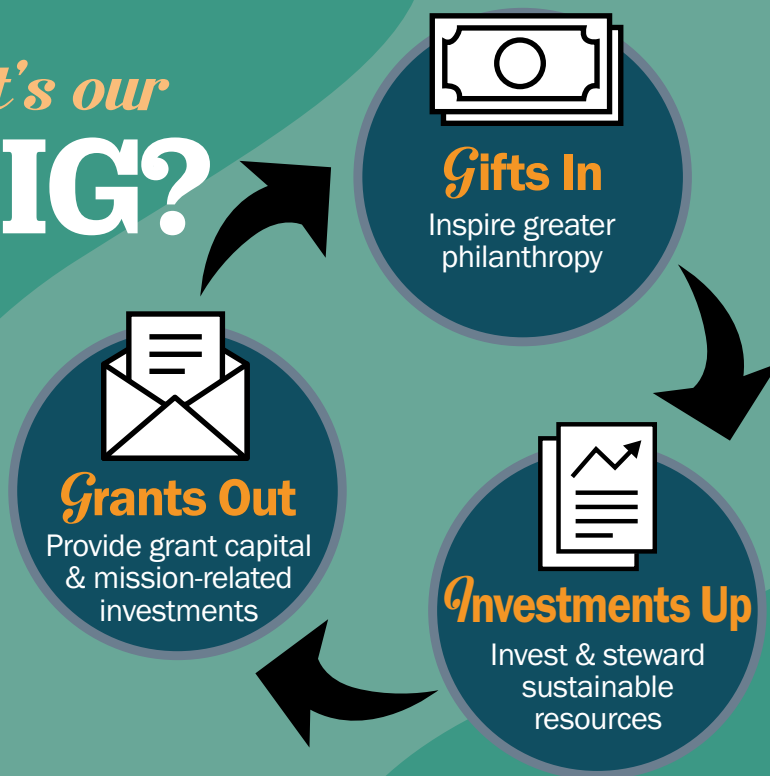 t's our
IG?
Gifts In
Inspire greater
philanthropy
Investments Up
Invest & steward
sustainable
resources
Grants Out
Provide grant capital
& mission-related
investments